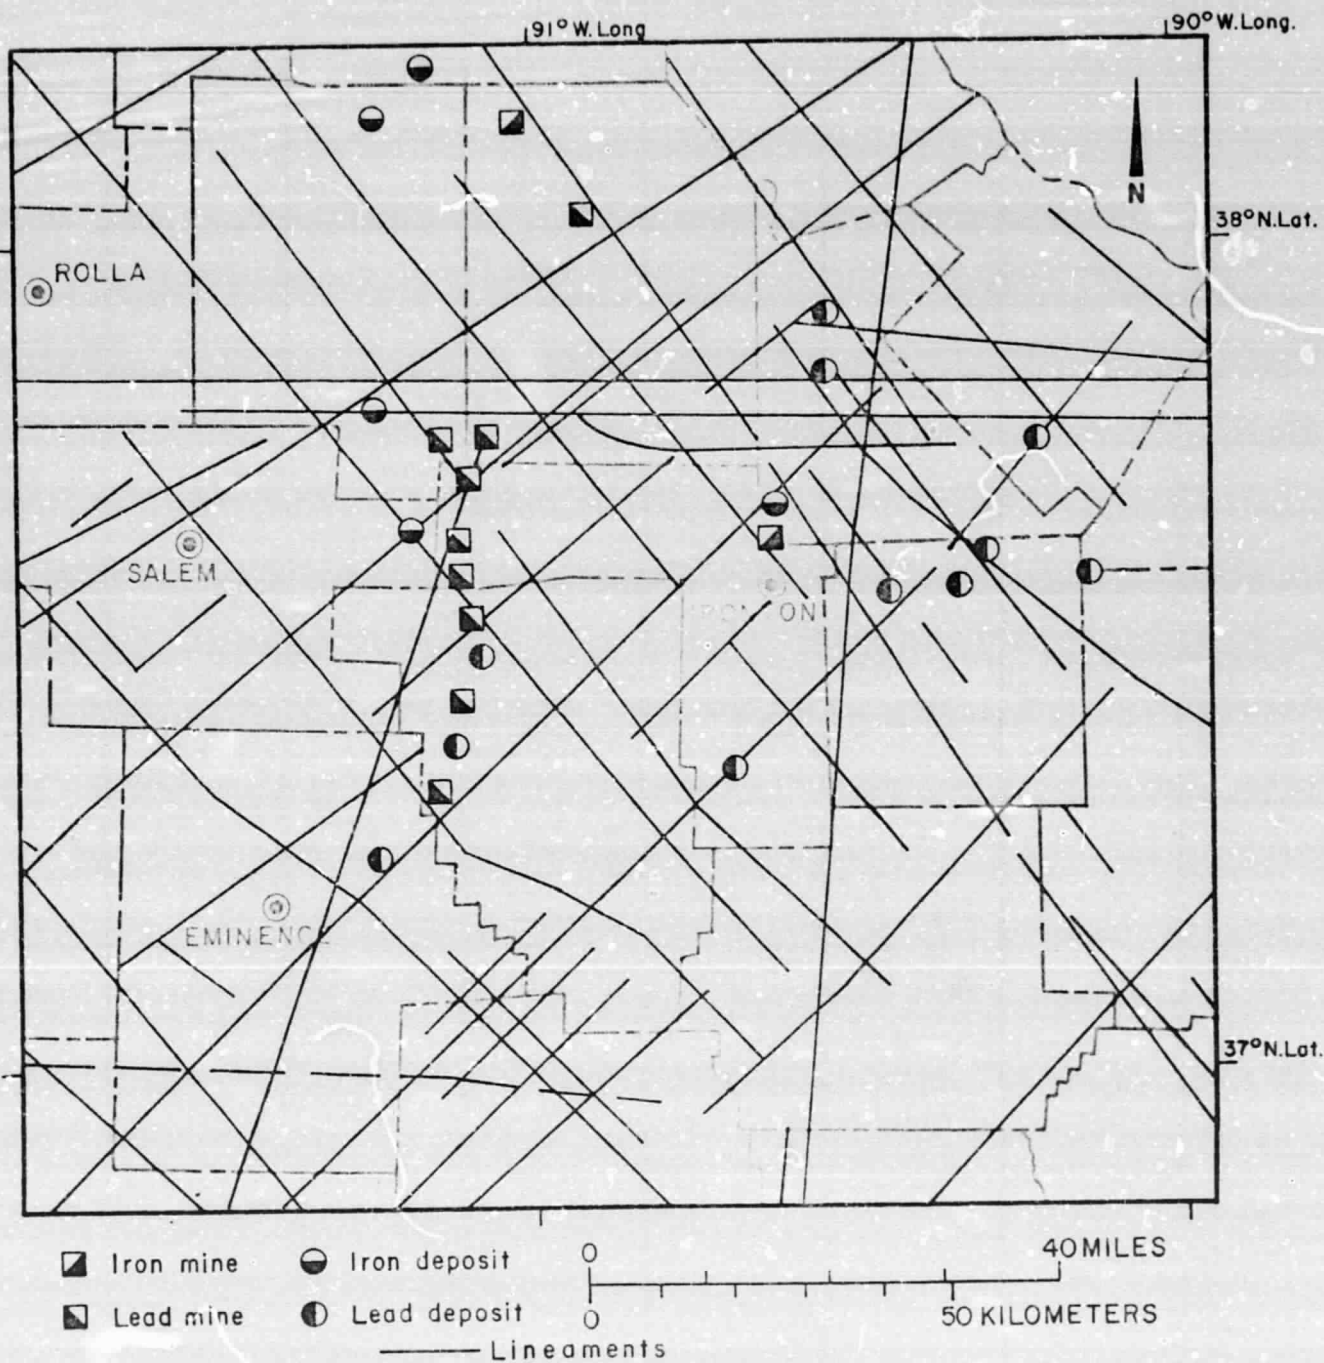 91° W. Long
90° W. Long.
N
38° N. Lat.
ROLLA
SALEM
EMINENCE
37° N. Lat.
Iron mine
Iron deposit
0
40 MILES
Lead mine
Lead deposit
0
50 KILOMETERS
Lineaments